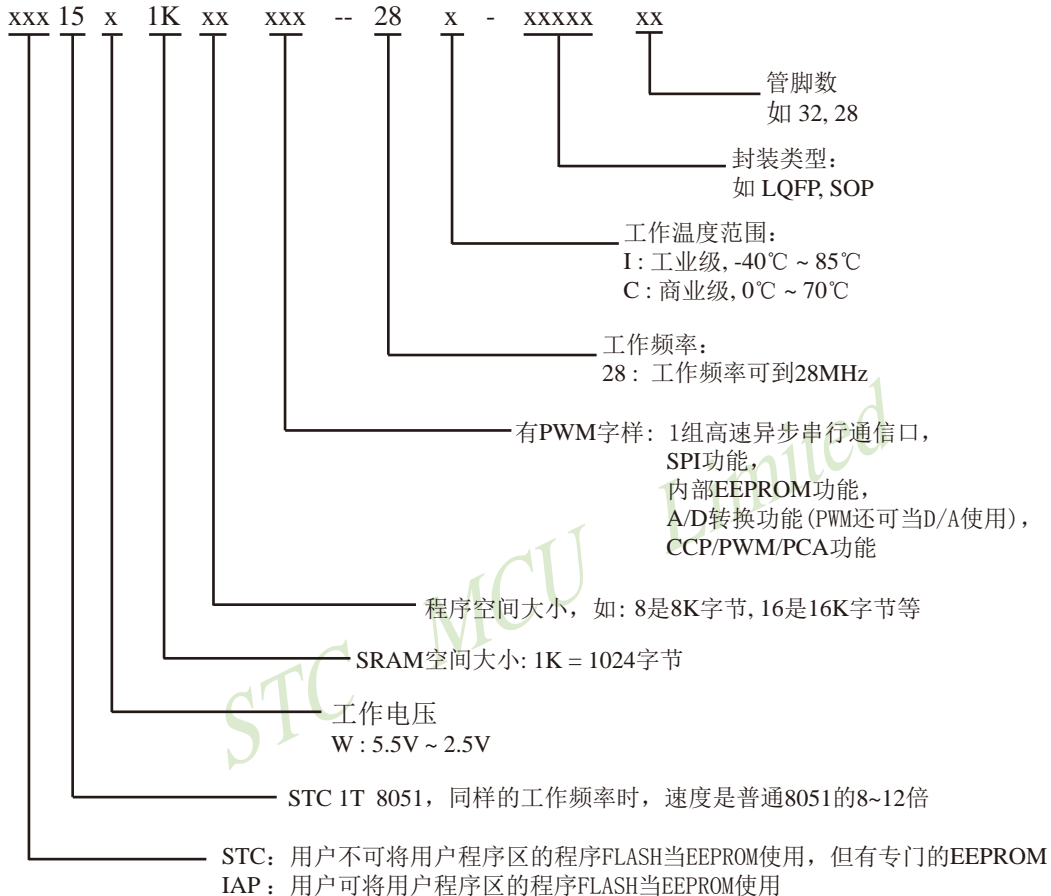 xxx 15 x 1K xx xxx -- 28 x - xxxxx xx
管脚数
如 32, 28
封装类型：
如 LQFP, SOP
工作温度范围：
I : 工业级, -40℃ ~ 85℃
C : 商业级, 0℃ ~ 70℃
工作频率：
28 : 工作频率可到28MHz
有PWM字样: 1组高速异步串行通信口，
SPI功能，
内部EEPROM功能，
A/D转换功能(PWM还可当D/A使用)，
CCP/PWM/PCA功能
程序空间大小，如: 8是8K字节, 16是16K字节等
SRAM空间大小: 1K = 1024字节
工作电压
W : 5.5V ~ 2.5V
STC 1T 8051，同样的工作频率时，速度是普通8051的8~12倍
STC：用户不可将用户程序区的程序FLASH当EEPROM使用，但有专门的EEPROM
IAP：用户可将用户程序区的程序FLASH当EEPROM使用
STC MCU Limited